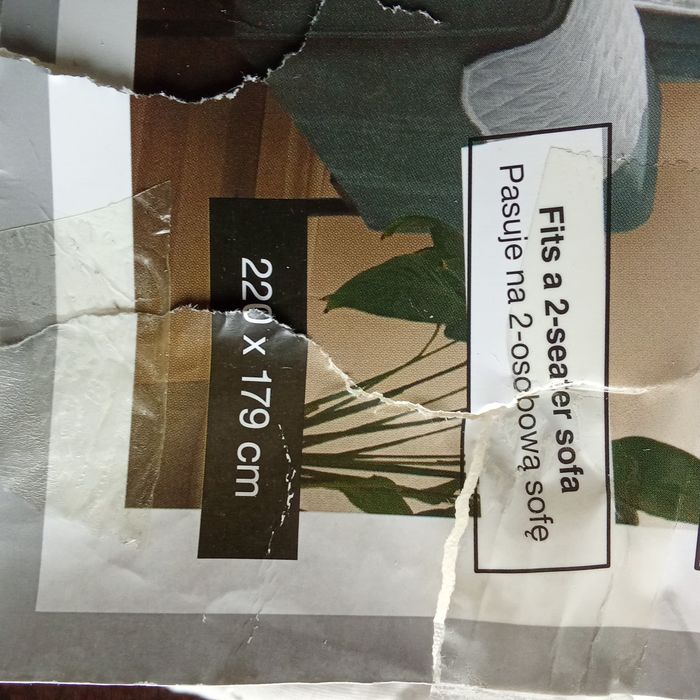 Fits a 2-seater sofa
Pasuje na 2-osobową sofę
220 x 179 cm